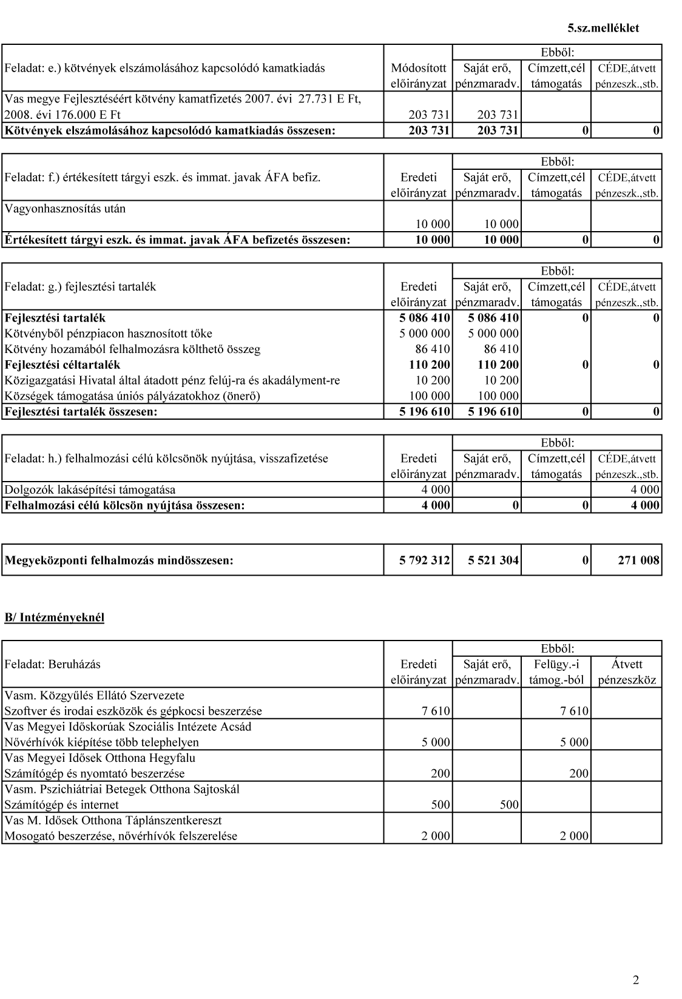 5.sz.melléklet
Ebből:
Feladat: e.) kötvények elszámolásához kapcsolódó kamatkiadás Módosított Saját erő, Címzett,cél CÉDE,átvett
előirányzat pénzmaradv. támogatás pénzeszk.,stb.
Vas megye Fejlesztéséért kötvény kamatfizetés 2007. évi 27.731 E Ft,
2008. évi 176.000 E Ft 203 731 203 731
Kötvények elszámolásához kapcsolódó kamatkiadás összesen: 203 731 203 731 0 0
Ebből:
Feladat: f.) értékesített tárgyi eszk. és immat. javak ÁFA befiz. Eredeti Saját erő, Címzett,cél CÉDE,átvett
előirányzat pénzmaradv. támogatás pénzeszk.,stb.
Vagyonhasznosítás után
10 000 10 000
Értékesített tárgyi eszk. és immat. javak ÁFA befizetés összesen: 10 000 10 000 0 0
Ebből:
Feladat: g.) fejlesztési tartalék Eredeti Saját erő, Címzett,cél CÉDE,átvett
előirányzat pénzmaradv. támogatás pénzeszk.,stb.
Fejlesztési tartalék 5 086 410 5 086 410 0 0
Kötvényből pénzpiacon hasznosított tőke 5 000 000 5 000 000
Kötvény hozamából felhalmozásra költhető összeg 86 410 86 410
Fejlesztési céltartalék 110 200 110 200 0 0
Közigazgatási Hivatal által átadott pénz felúj-ra és akadályment-re 10 200 10 200
Községek támogatása úniós pályázatokhoz (önerő) 100 000 100 000
Fejlesztési tartalék összesen: 5 196 610 5 196 610 0 0
Ebből:
Feladat: h.) felhalmozási célú kölcsönök nyújtása, visszafizetése Eredeti Saját erő, Címzett,cél CÉDE,átvett
előirányzat pénzmaradv. támogatás pénzeszk.,stb.
Dolgozók lakásépítési támogatása 4 000 4 000
Felhalmozási célú kölcsön nyújtása összesen: 4 000 0 0 4 000
Megyeközponti felhalmozás mindösszesen: 5 792 312 5 521 304 0 271 008
B/ Intézményeknél
Ebből:
Feladat: Beruházás Eredeti Saját erő, Felügy.-i Átvett
előirányzat pénzmaradv. támog.-ból pénzeszköz
Vasm. Közgyűlés Ellátó Szervezete
Szoftver és irodai eszközök és gépkocsi beszerzése 7 610 7 610
Vas Megyei Időskorúak Szociális Intézete Acsád
Nővérhívók kiépítése több telephelyen 5 000 5 000
Vas Megyei Idősek Otthona Hegyfalu
Számítógép és nyomtató beszerzése 200 200
Vasm. Pszichiátriai Betegek Otthona Sajtoskál
Számítógép és internet 500 500
Vas M. Idősek Otthona Táplánszentkereszt
Mosogató beszerzése, nővérhívók felszerelése 2 000 2 000
2